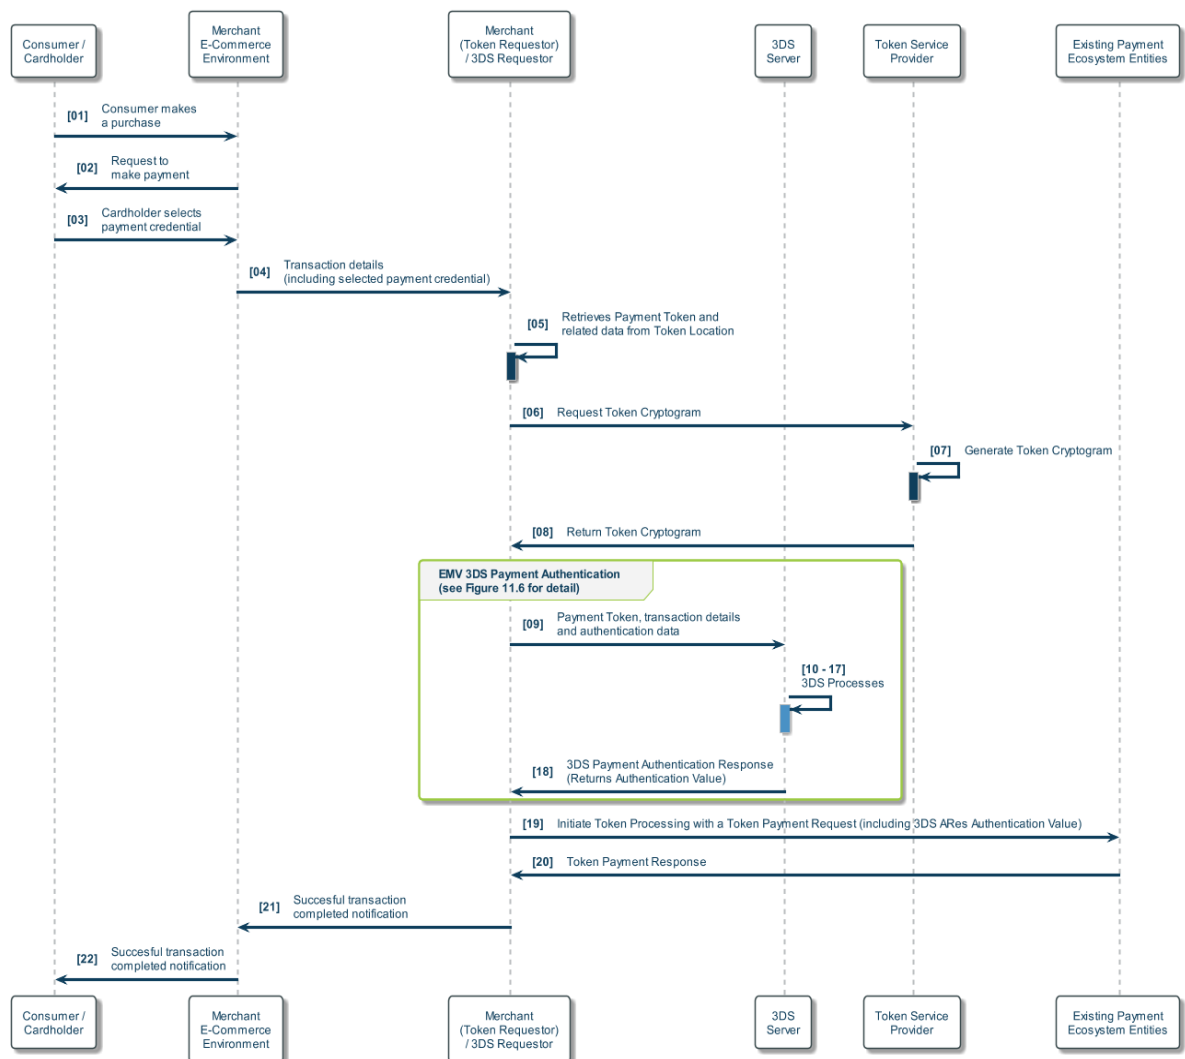 Consumer /
Cardholder
Merchant
E-Commerce
Environment
Merchant
(Token Requestor)
/ 3DS Requestor
3DS
Server
Token Service
Provider
Existing Payment
Ecosystem Entities
[01] Consumer makes
a purchase
[02] Request to
make payment
[03] Cardholder selects
payment credential
[04] Transaction details
(including selected payment credential)
[05] Retrieves Payment Token and
related data from Token Location
[06] Request Token Cryptogram
[07] Generate Token Cryptogram
[08] Return Token Cryptogram
EMV 3DS Payment Authentication
(see Figure 11.6 for detail)
[09] Payment Token, transaction details
and authentication data
[10 - 17]
3DS Processes
[18] 3DS Payment Authentication Response
(Returns Authentication Value)
[19] Initiate Token Processing with a Token Payment Request (including 3DS ARes Authentication Value)
[20] Token Payment Response
[21] Succesful transaction
completed notification
[22] Succesful transaction
completed notification
Consumer /
Cardholder
Merchant
E-Commerce
Environment
Merchant
(Token Requestor)
/ 3DS Requestor
3DS
Server
Token Service
Provider
Existing Payment
Ecosystem Entities